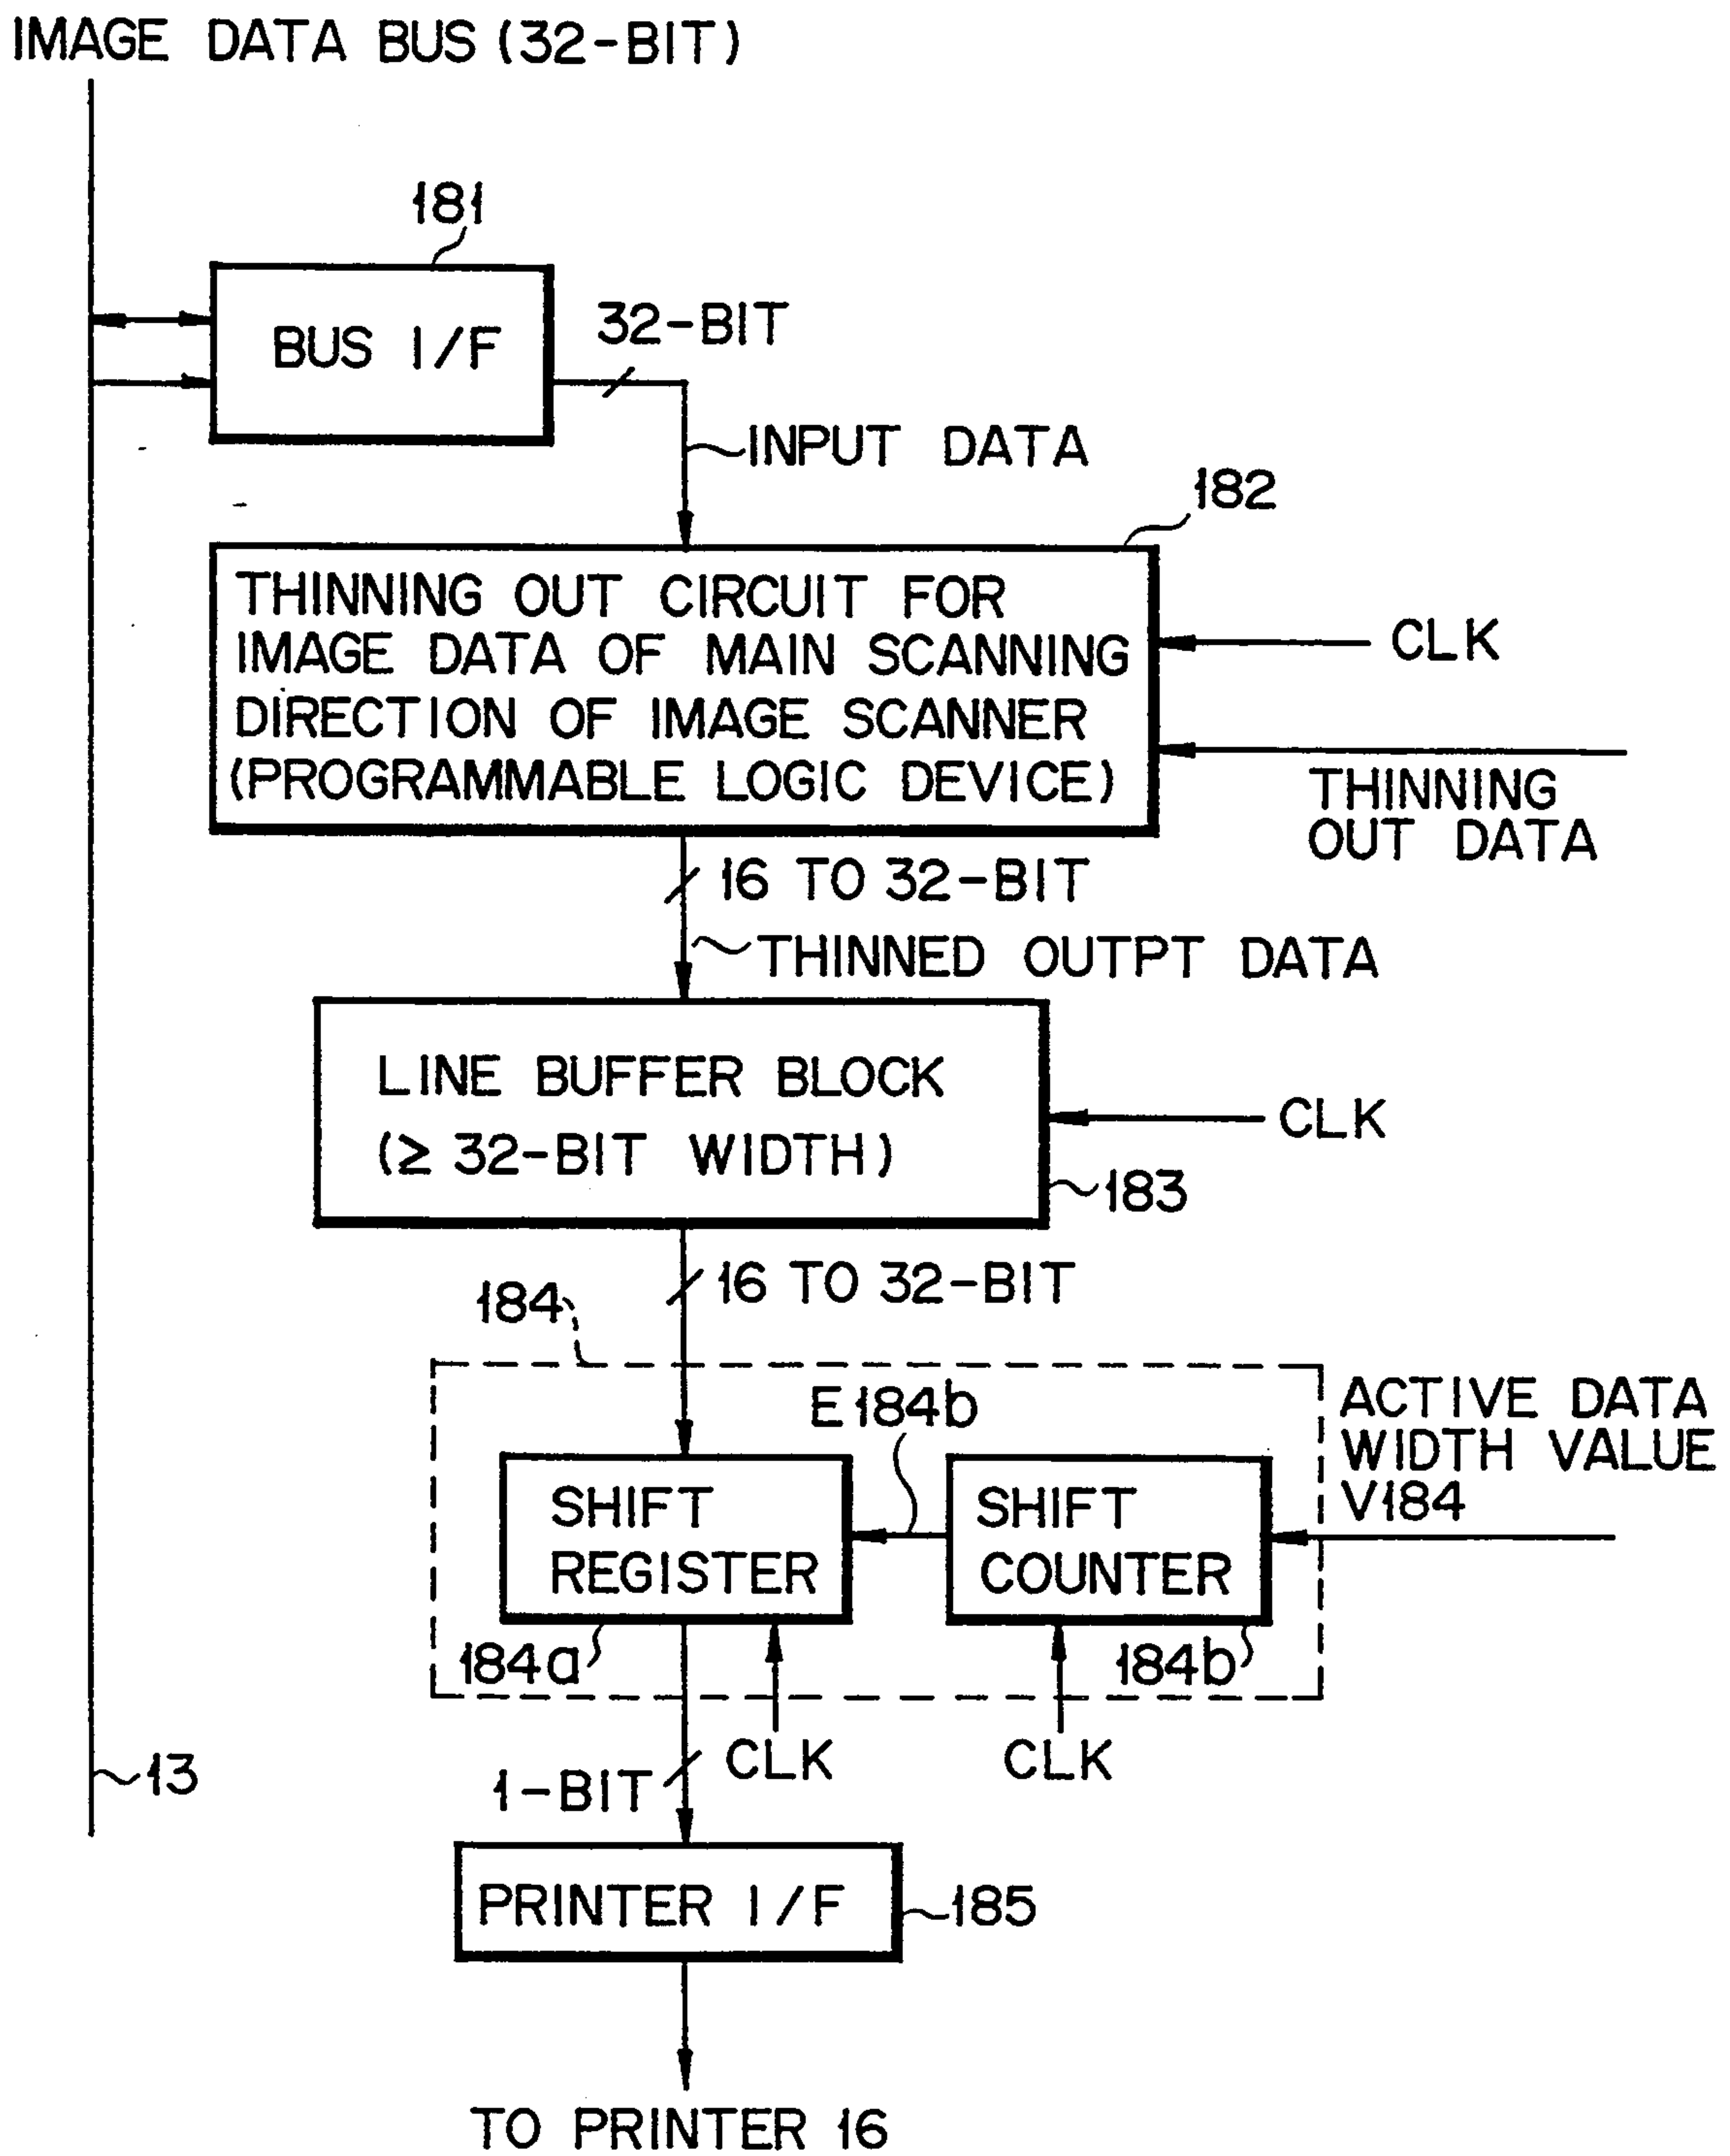 IMAGE DATA BUS (32-BIT)
181
BUS I/F
32-BIT
INPUT DATA
182
THINNING OUT CIRCUIT FOR
IMAGE DATA OF MAIN SCANNING
DIRECTION OF IMAGE SCANNER
(PROGRAMMABLE LOGIC DEVICE)
CLK
THINNING
OUT DATA
16 TO 32-BIT
THINNED OUTPT DATA
LINE BUFFER BLOCK
(≥ 32-BIT WIDTH)
CLK
183
16 TO 32-BIT
184
E184b
ACTIVE DATA
WIDTH VALUE
V184
SHIFT
REGISTER
SHIFT
COUNTER
184a
184b
CLK
CLK
13
1-BIT
PRINTER I/F
185
TO PRINTER 16